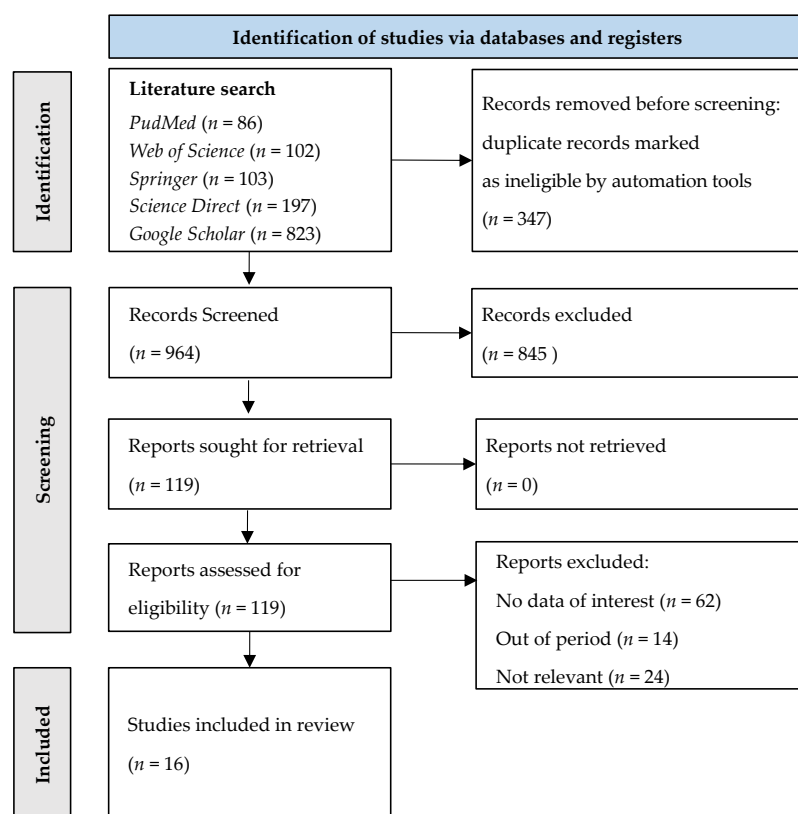 Identification of studies via databases and registers
Identification
Literature search
PudMed (n = 86)
Web of Science (n = 102)
Springer (n = 103)
Science Direct (n = 197)
Google Scholar (n = 823)
Records removed before screening:
duplicate records marked
as ineligible by automation tools
(n = 347)
Screening
Records Screened
(n = 964)
Records excluded
(n = 845 )
Reports sought for retrieval
(n = 119)
Reports not retrieved
(n = 0)
Reports assessed for
eligibility (n = 119)
Reports excluded:
No data of interest (n = 62)
Out of period (n = 14)
Not relevant (n = 24)
Included
Studies included in review
(n = 16)